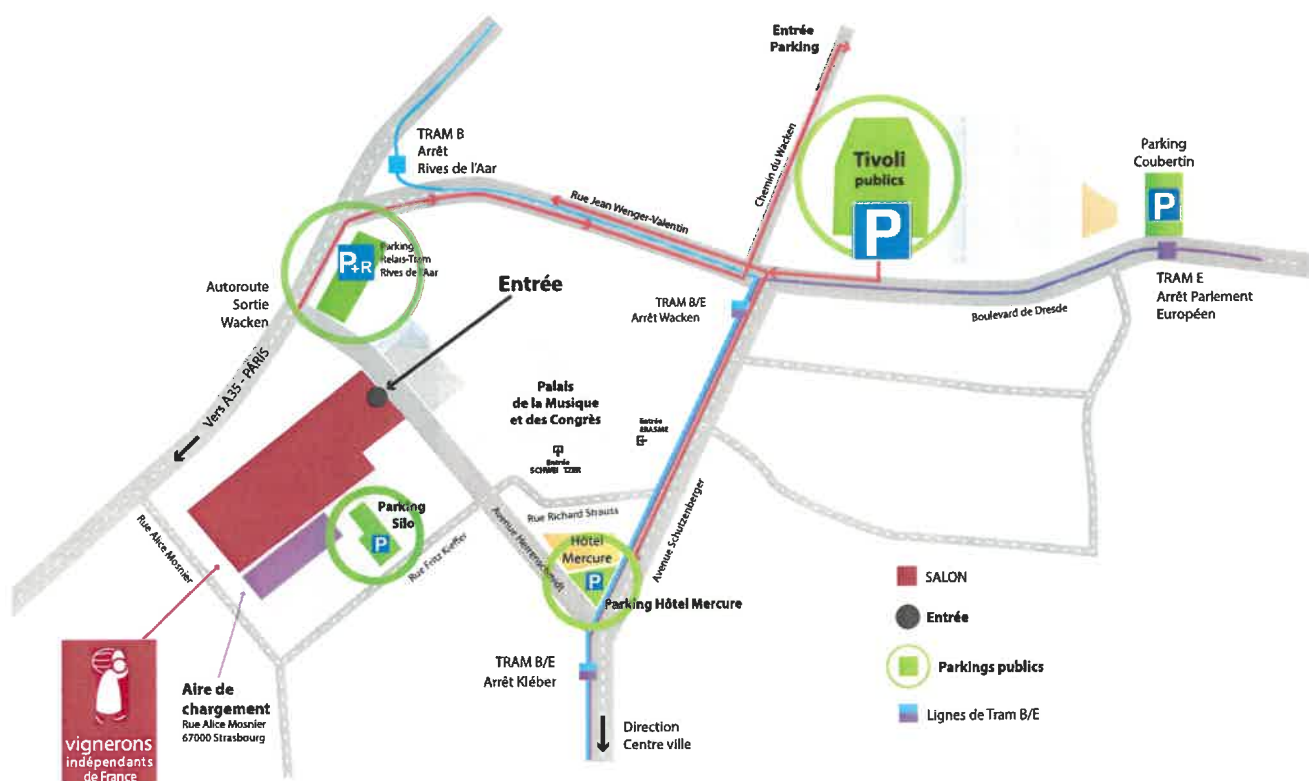 Entrée
Parking
TRAM B
Arrêt
Rives de l'Aar
Chemin du Wacken
Tivoli
publics
P
Parking
Coubertin
P
Rue Jean Wenger-Valentin
P+R
Parking
Relais-Tram
Rives de l'Aar
Autoroute
Sortie
Wacken
Entrée
TRAM B/E
Arrêt Wacken
Boulevard de Dresde
TRAM E
Arrêt Parlement
Européen
Vers A35 - PARIS
Palais
de la Musique
et des Congrès
Entrée
ERASME
Entrée
SCHWEITZER
Parking
Silo
P
Rue Alice Mosnier
Rue Fritz Kieffer
Avenue Herrenschmidt
Rue Richard Strauss
Avenue Schutzenberger
Hôtel
Mercure
P
Parking Hôtel Mercure
SALON
Entrée
Parkings publics
Lignes de Tram B/E
TRAM B/E
Arrêt Kléber
Direction
Centre ville
Aire de
chargement
Rue Alice Mosnier
67000 Strasbourg
vignerons
indépendants
de France